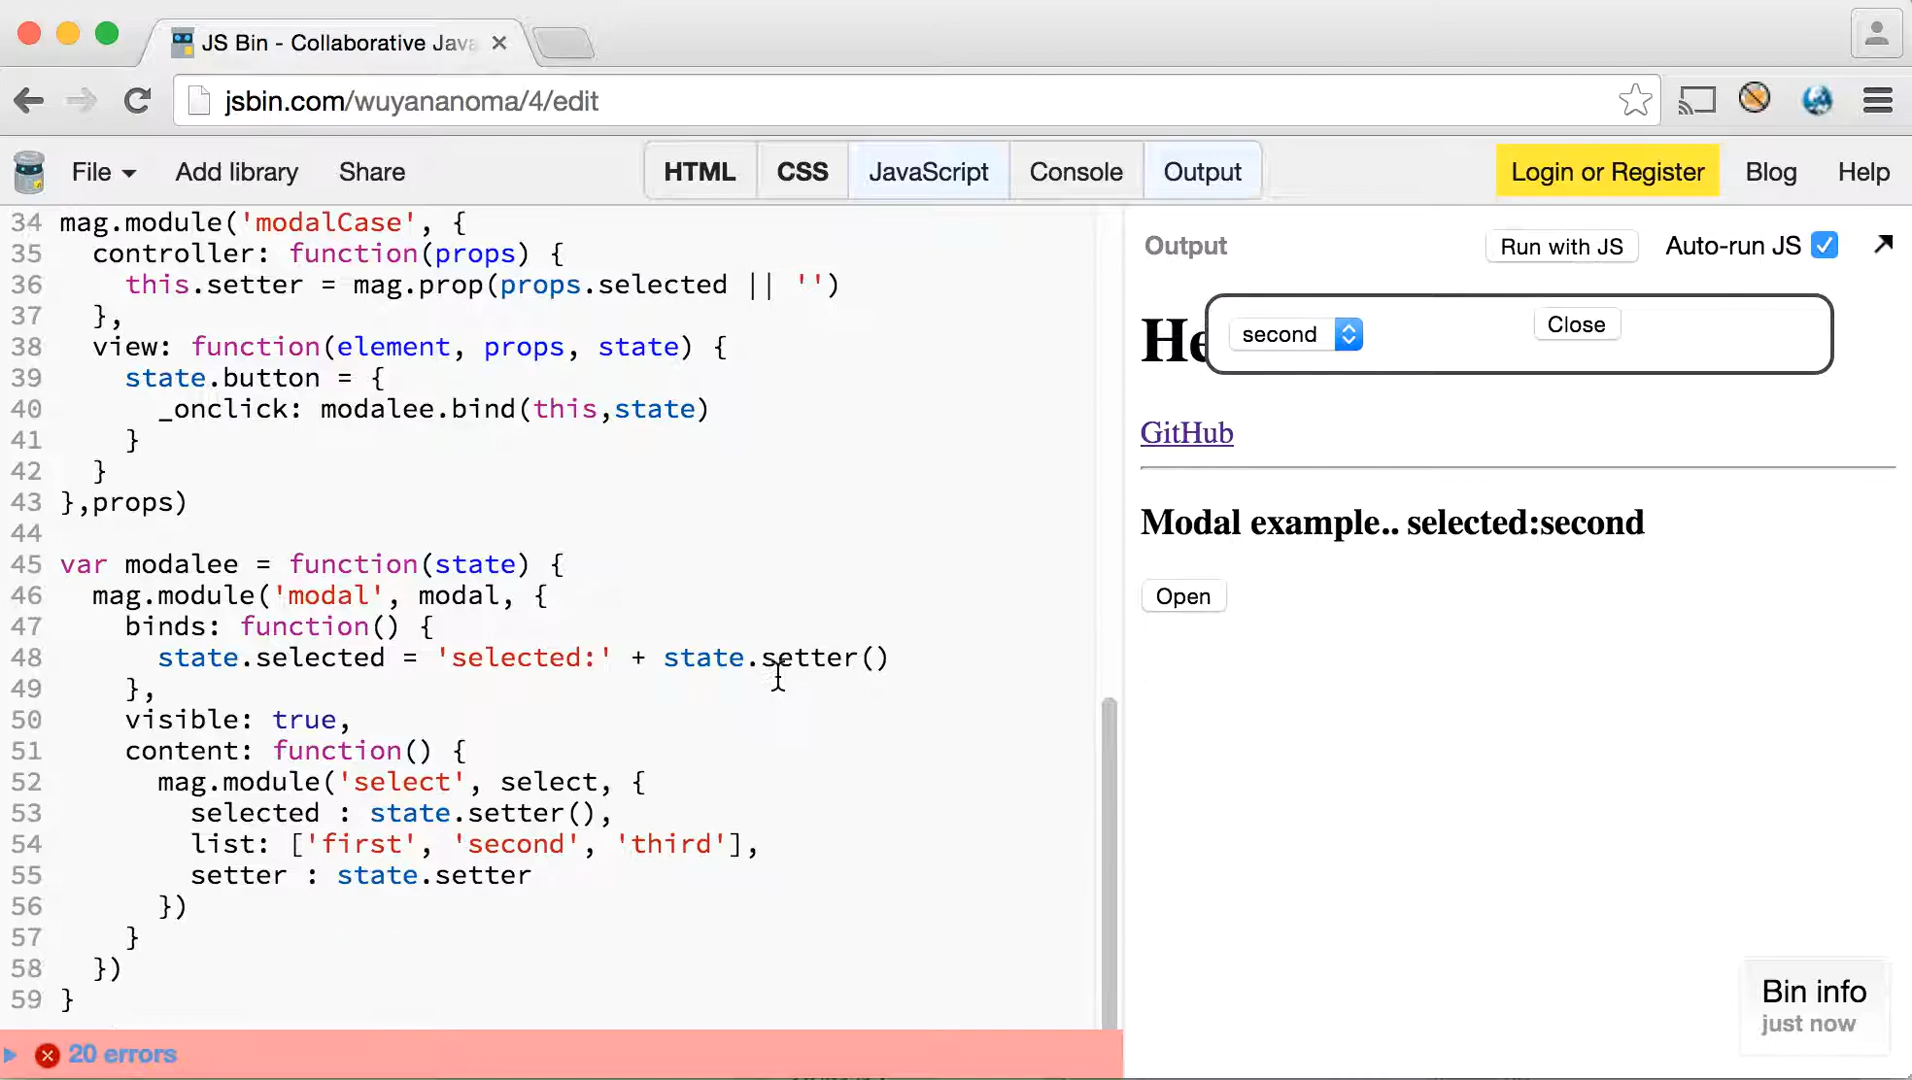 JS Bin - Collaborative Java
jsbin.com/wuyananoma/4/edit
File Add library Share HTML CSS JavaScript Console Output Login or Register Blog Help
34 mag.module('modalCase', {
35 controller: function(props) {
36 this.setter = mag.prop(props.selected || '')
37 },
38 view: function(element, props, state) {
39 state.button = {
40 _onclick: modalee.bind(this,state)
41 }
42 }
43 },props)
44
45 var modalee = function(state) {
46 mag.module('modal', modal, {
47 binds: function() {
48 state.selected = 'selected:' + state.setter()
49 },
50 visible: true,
51 content: function() {
52 mag.module('select', select, {
53 selected : state.setter(),
54 list: ['first', 'second', 'third'],
55 setter : state.setter
56 })
57 }
58 })
59 }
20 errors
Output Run with JS Auto-run JS
He second Close
GitHub
Modal example.. selected:second
Open
Bin info
just now